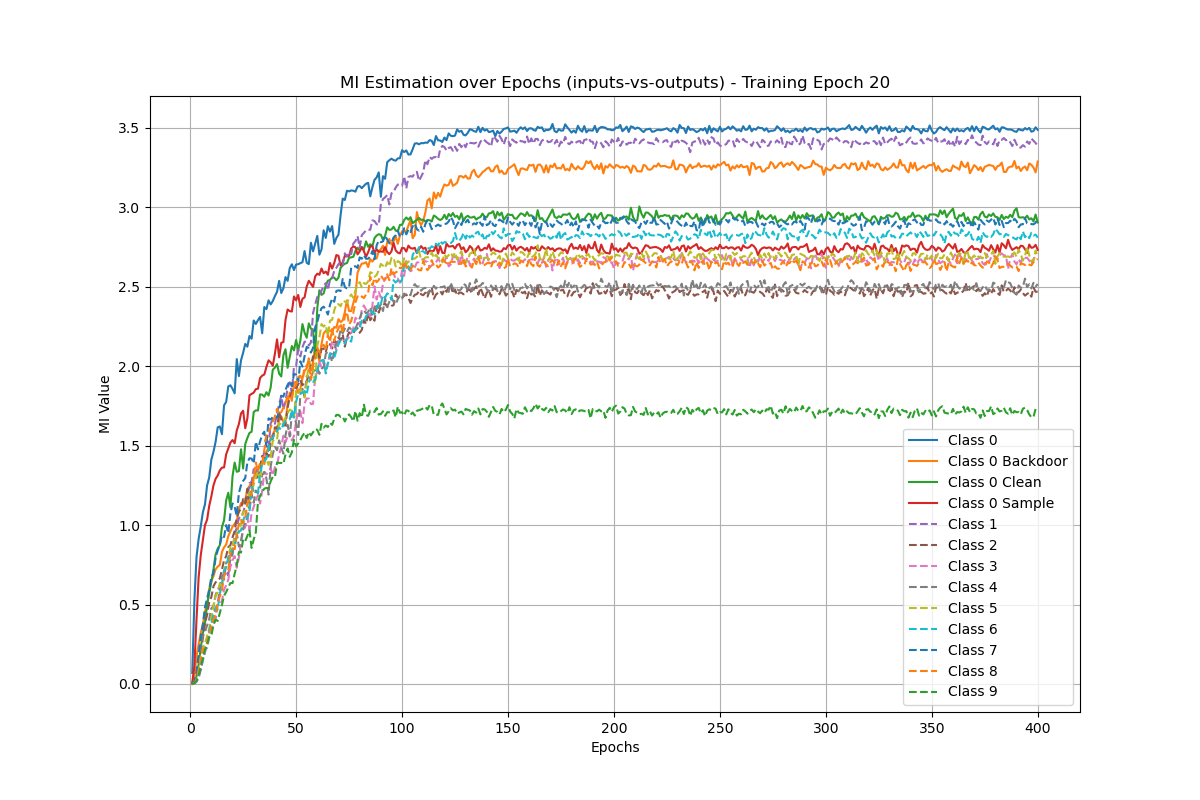 MI Estimation over Epochs (inputs-vs-outputs) - Training Epoch 20
MI Value
3.5
3.0
2.5
2.0
1.5
1.0
0.5
0.0
Class 0
Class 0 Backdoor
Class 0 Clean
Class 0 Sample
Class 1
Class 2
Class 3
Class 4
Class 5
Class 6
Class 7
Class 8
Class 9
0 50 100 150 200 250 300 350 400
Epochs